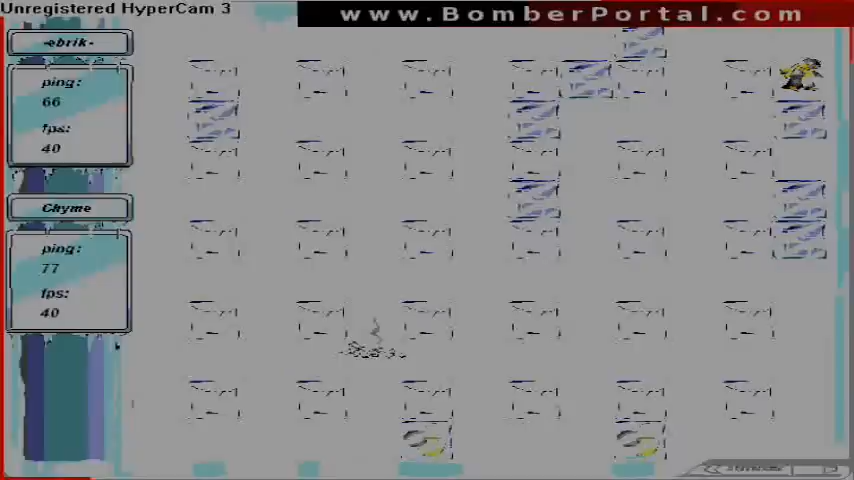 Unregistered HyperCam 3
www.BomberPortal.com
-ebrik-
ping:
66
fps:
40
Chyme
ping:
77
fps:
40